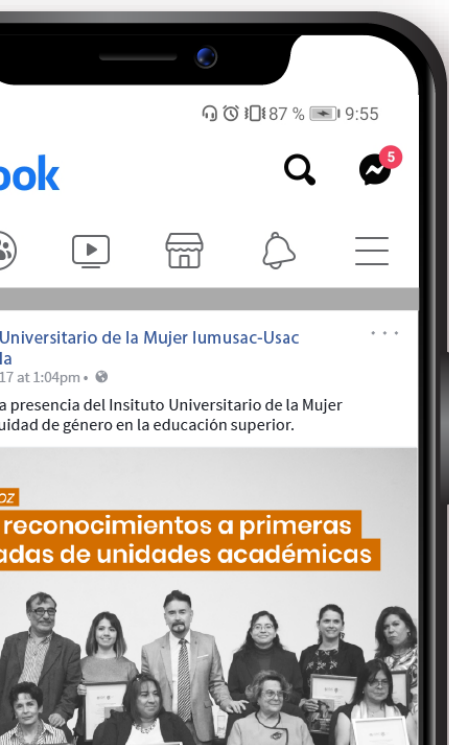 87 % 9:55
ook
5
Universitario de la Mujer Iumusac-Usac
la
17 at 1:04pm •
a presencia del Insituto Universitario de la Mujer
uidad de género en la educación superior.
oz
reconocimientos a primeras
adas de unidades académicas